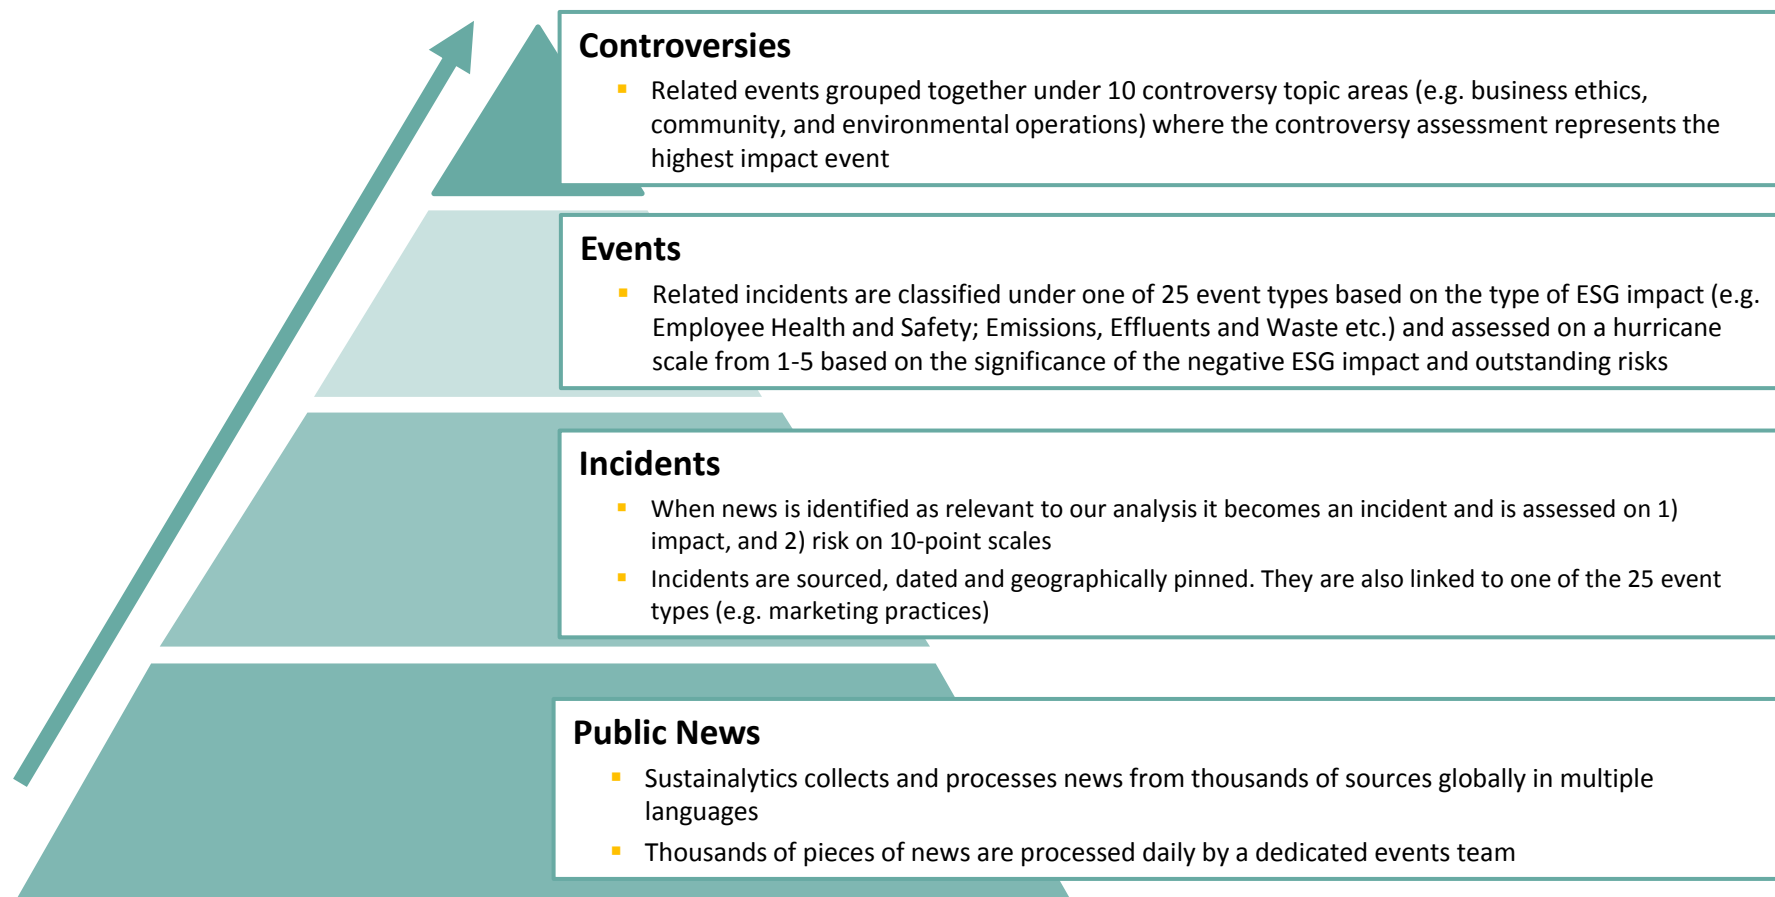 Controversies
▪ Related events grouped together under 10 controversy topic areas (e.g. business ethics,
community, and environmental operations) where the controversy assessment represents the
highest impact event
Events
▪ Related incidents are classified under one of 25 event types based on the type of ESG impact (e.g.
Employee Health and Safety; Emissions, Effluents and Waste etc.) and assessed on a hurricane
scale from 1-5 based on the significance of the negative ESG impact and outstanding risks
Incidents
▪ When news is identified as relevant to our analysis it becomes an incident and is assessed on 1)
impact, and 2) risk on 10-point scales
▪ Incidents are sourced, dated and geographically pinned. They are also linked to one of the 25 event
types (e.g. marketing practices)
Public News
▪ Sustainalytics collects and processes news from thousands of sources globally in multiple
languages
▪ Thousands of pieces of news are processed daily by a dedicated events team